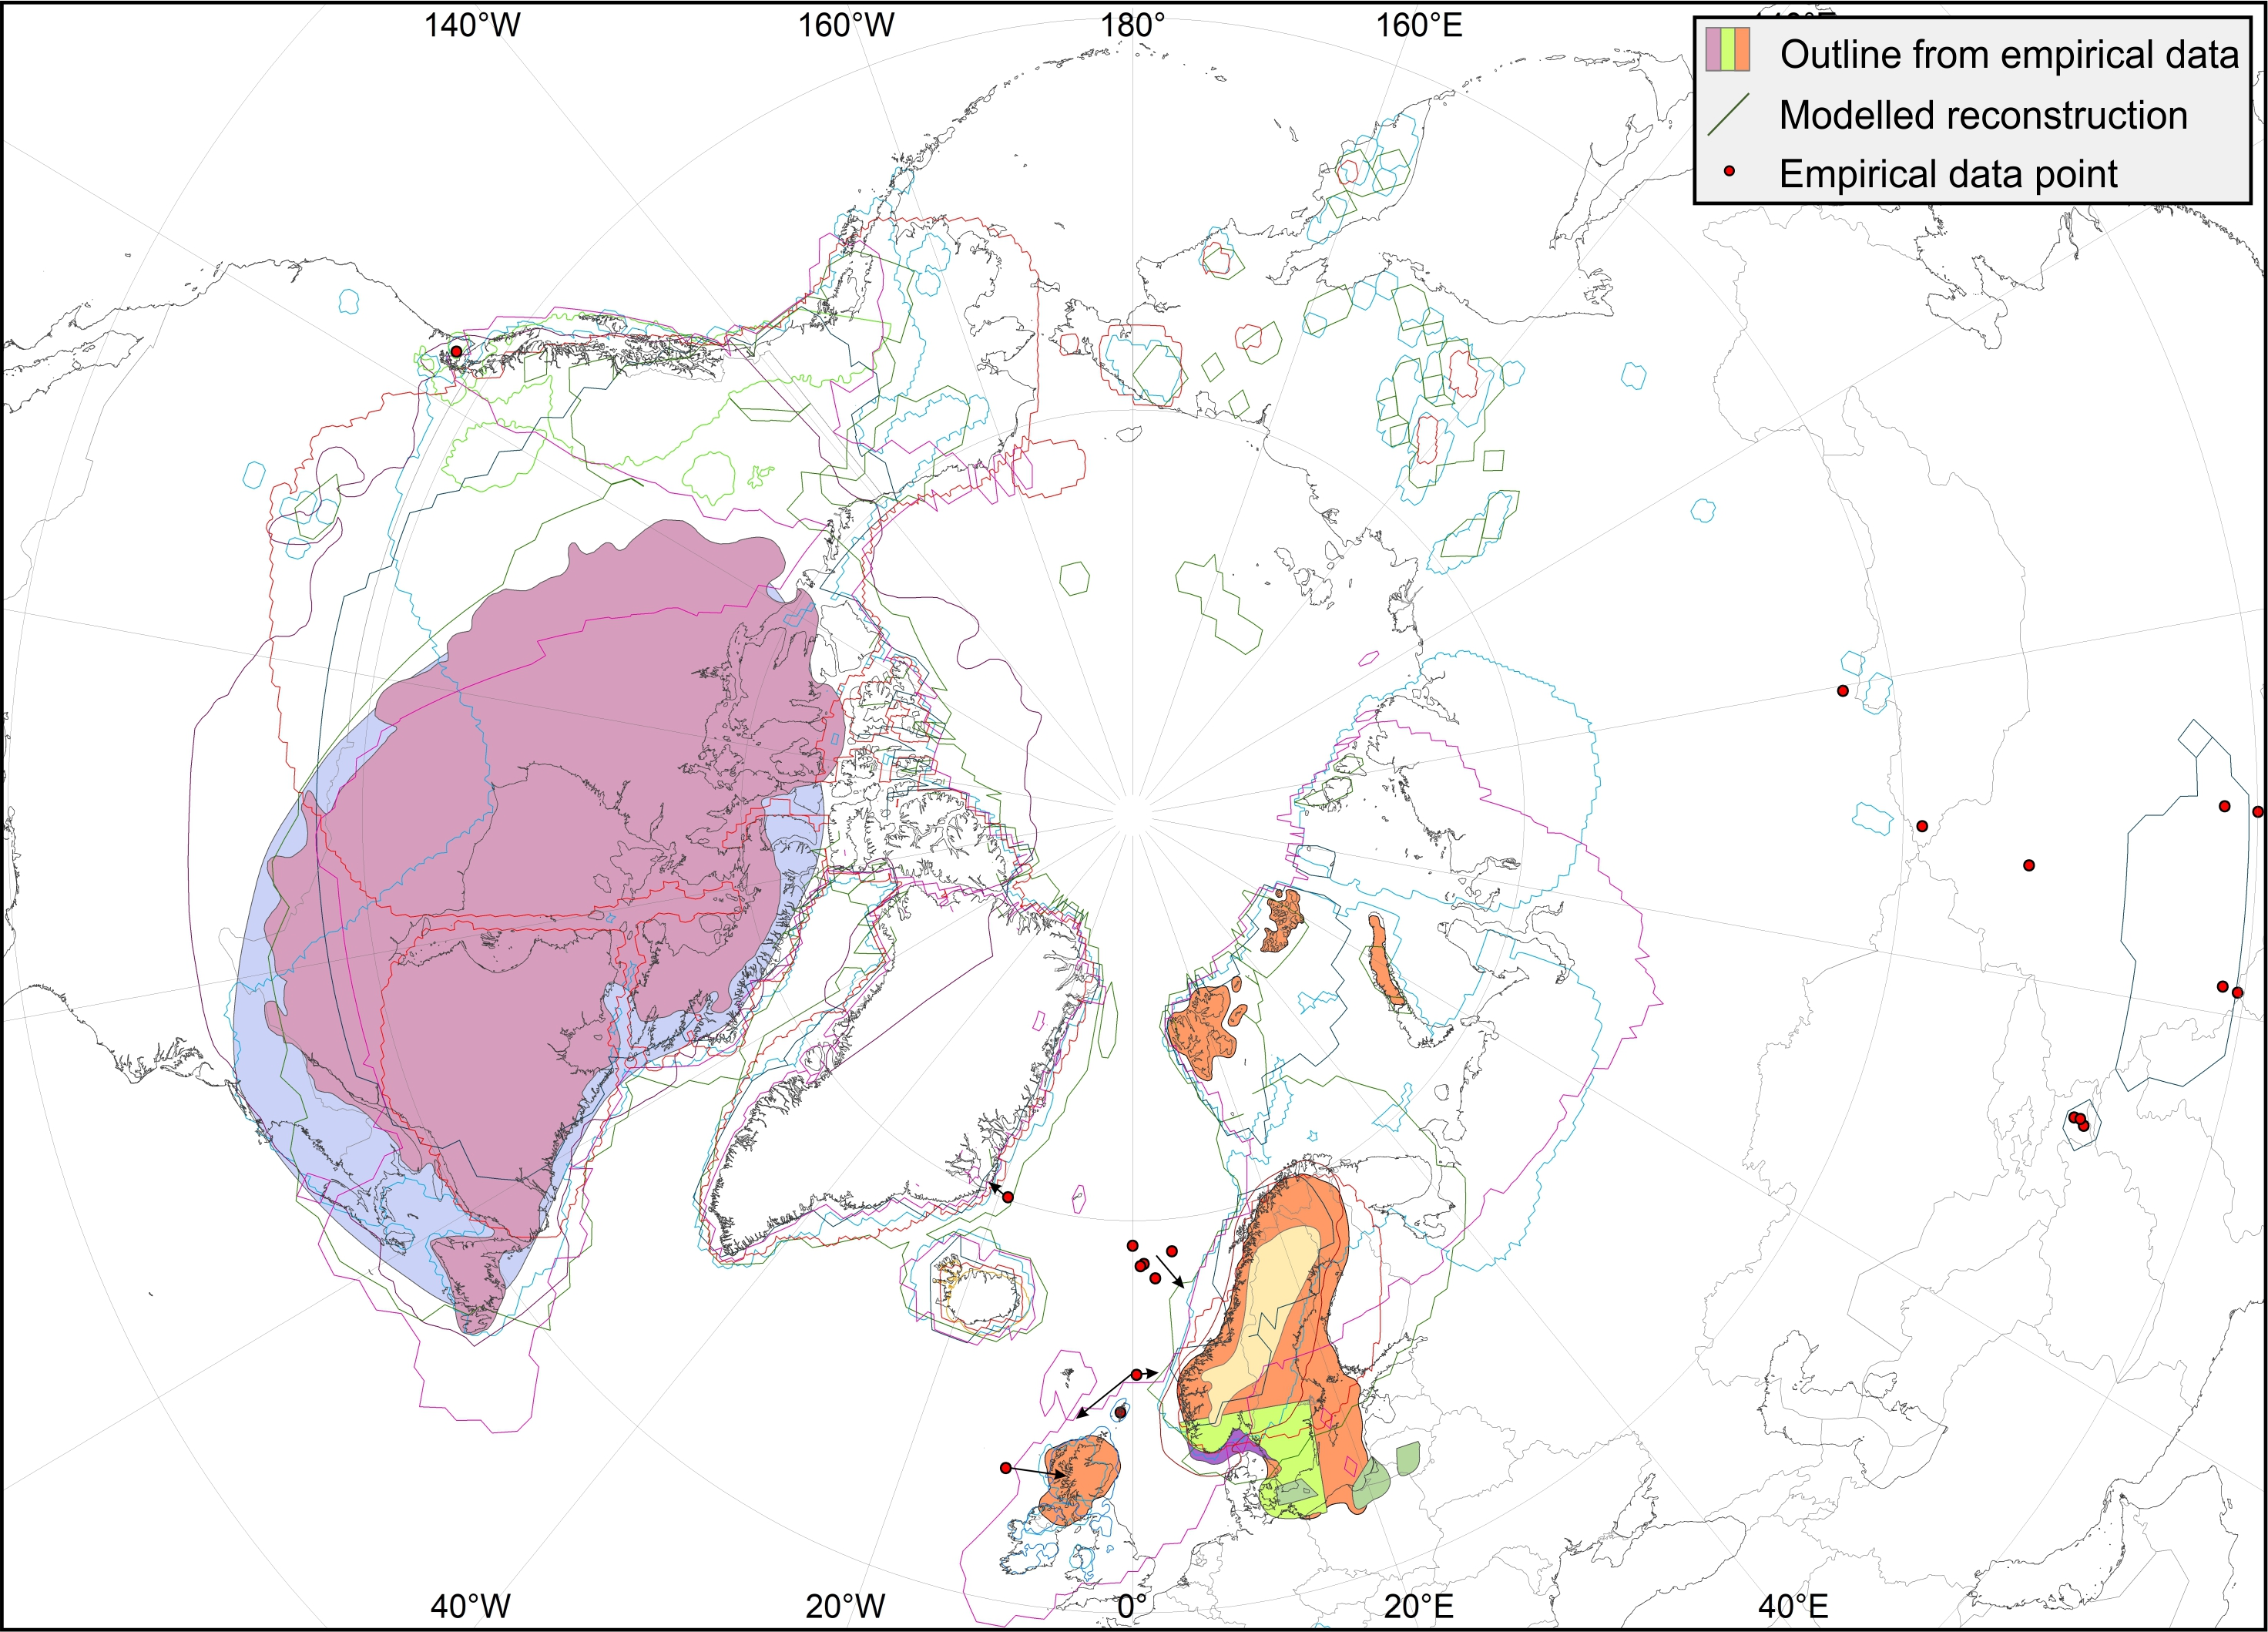 140°W 160°W 180° 160°E
Outline from empirical data
Modelled reconstruction
Empirical data point
40°W 20°W 0° 20°E 40°E